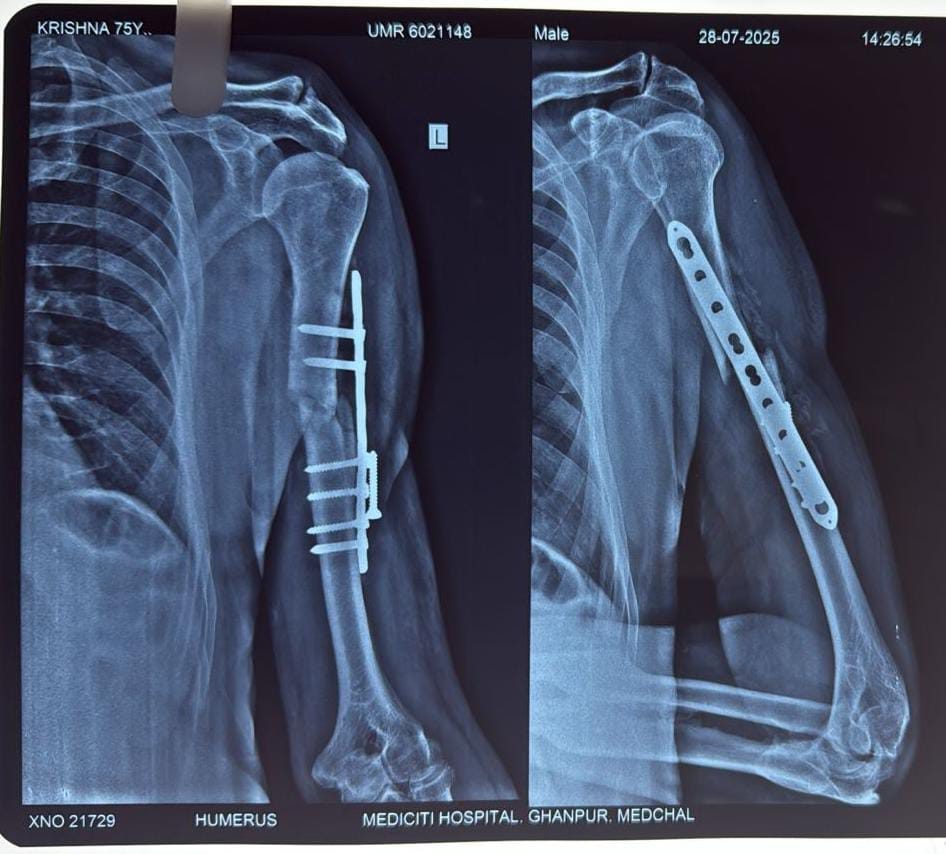 KRISHNA 75Y.. UMR 6021148 Male 28-07-2025 14:26:54
L
XNO 21729 HUMERUS MEDICITI HOSPITAL. GHANPUR. MEDCHAL